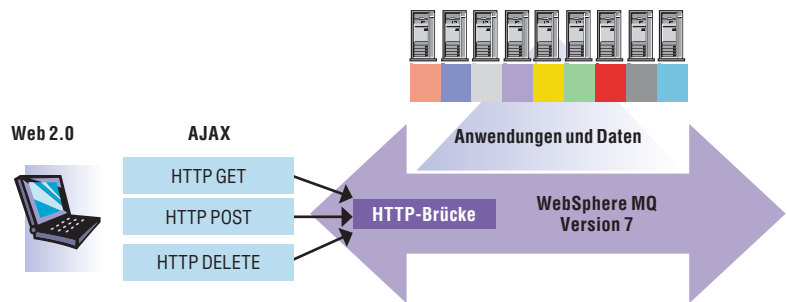 Anwendungen und Daten
Web 2.0
AJAX
HTTP GET
HTTP POST
HTTP DELETE
HTTP-Brücke
WebSphere MQ
Version 7